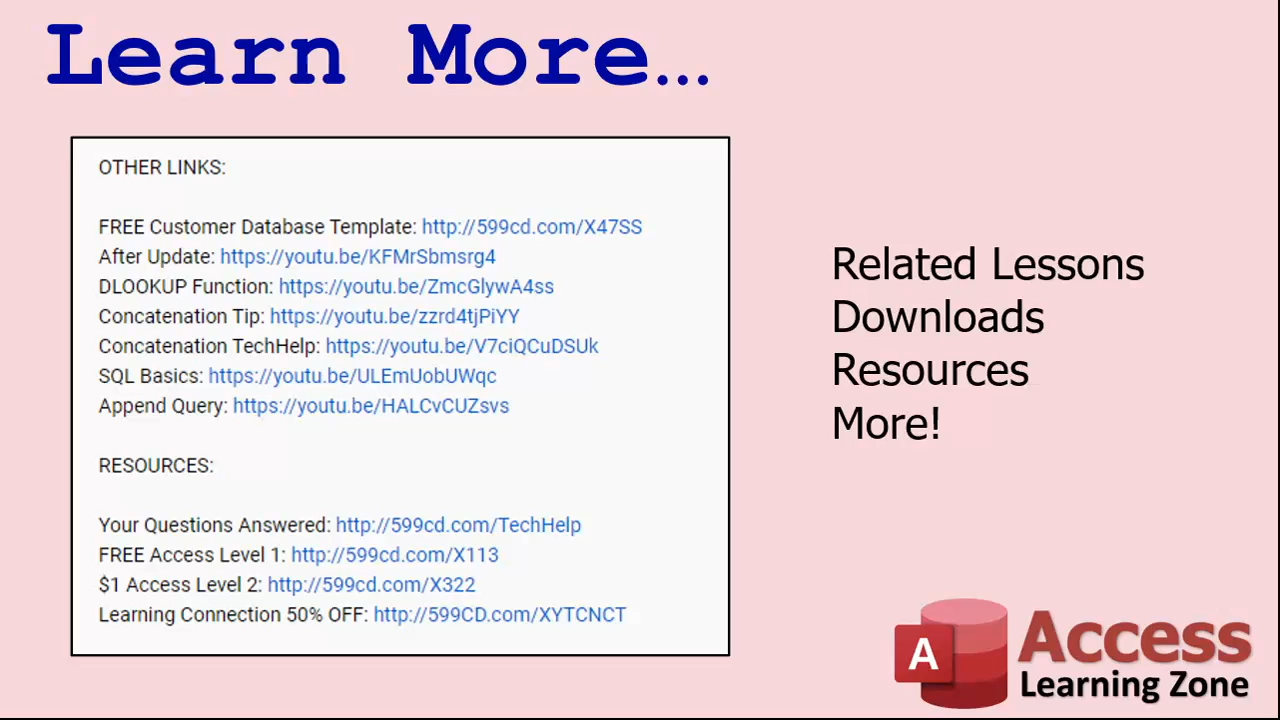 Learn More...
OTHER LINKS:
FREE Customer Database Template: http://599cd.com/X47SS
After Update: https://youtu.be/KFMrSbmsrg4
DLOOKUP Function: https://youtu.be/ZmcGlywA4ss
Concatenation Tip: https://youtu.be/zzrd4tjPiYY
Concatenation TechHelp: https://youtu.be/V7ciQCuDSUk
SQL Basics: https://youtu.be/ULEmUobUWqc
Append Query: https://youtu.be/HALCvCUZsvs
RESOURCES:
Your Questions Answered: http://599cd.com/TechHelp
FREE Access Level 1: http://599cd.com/X113
$1 Access Level 2: http://599cd.com/X322
Learning Connection 50% OFF: http://599CD.com/XYTCNCT
Related Lessons
Downloads
Resources
More!
A
Access
Learning Zone